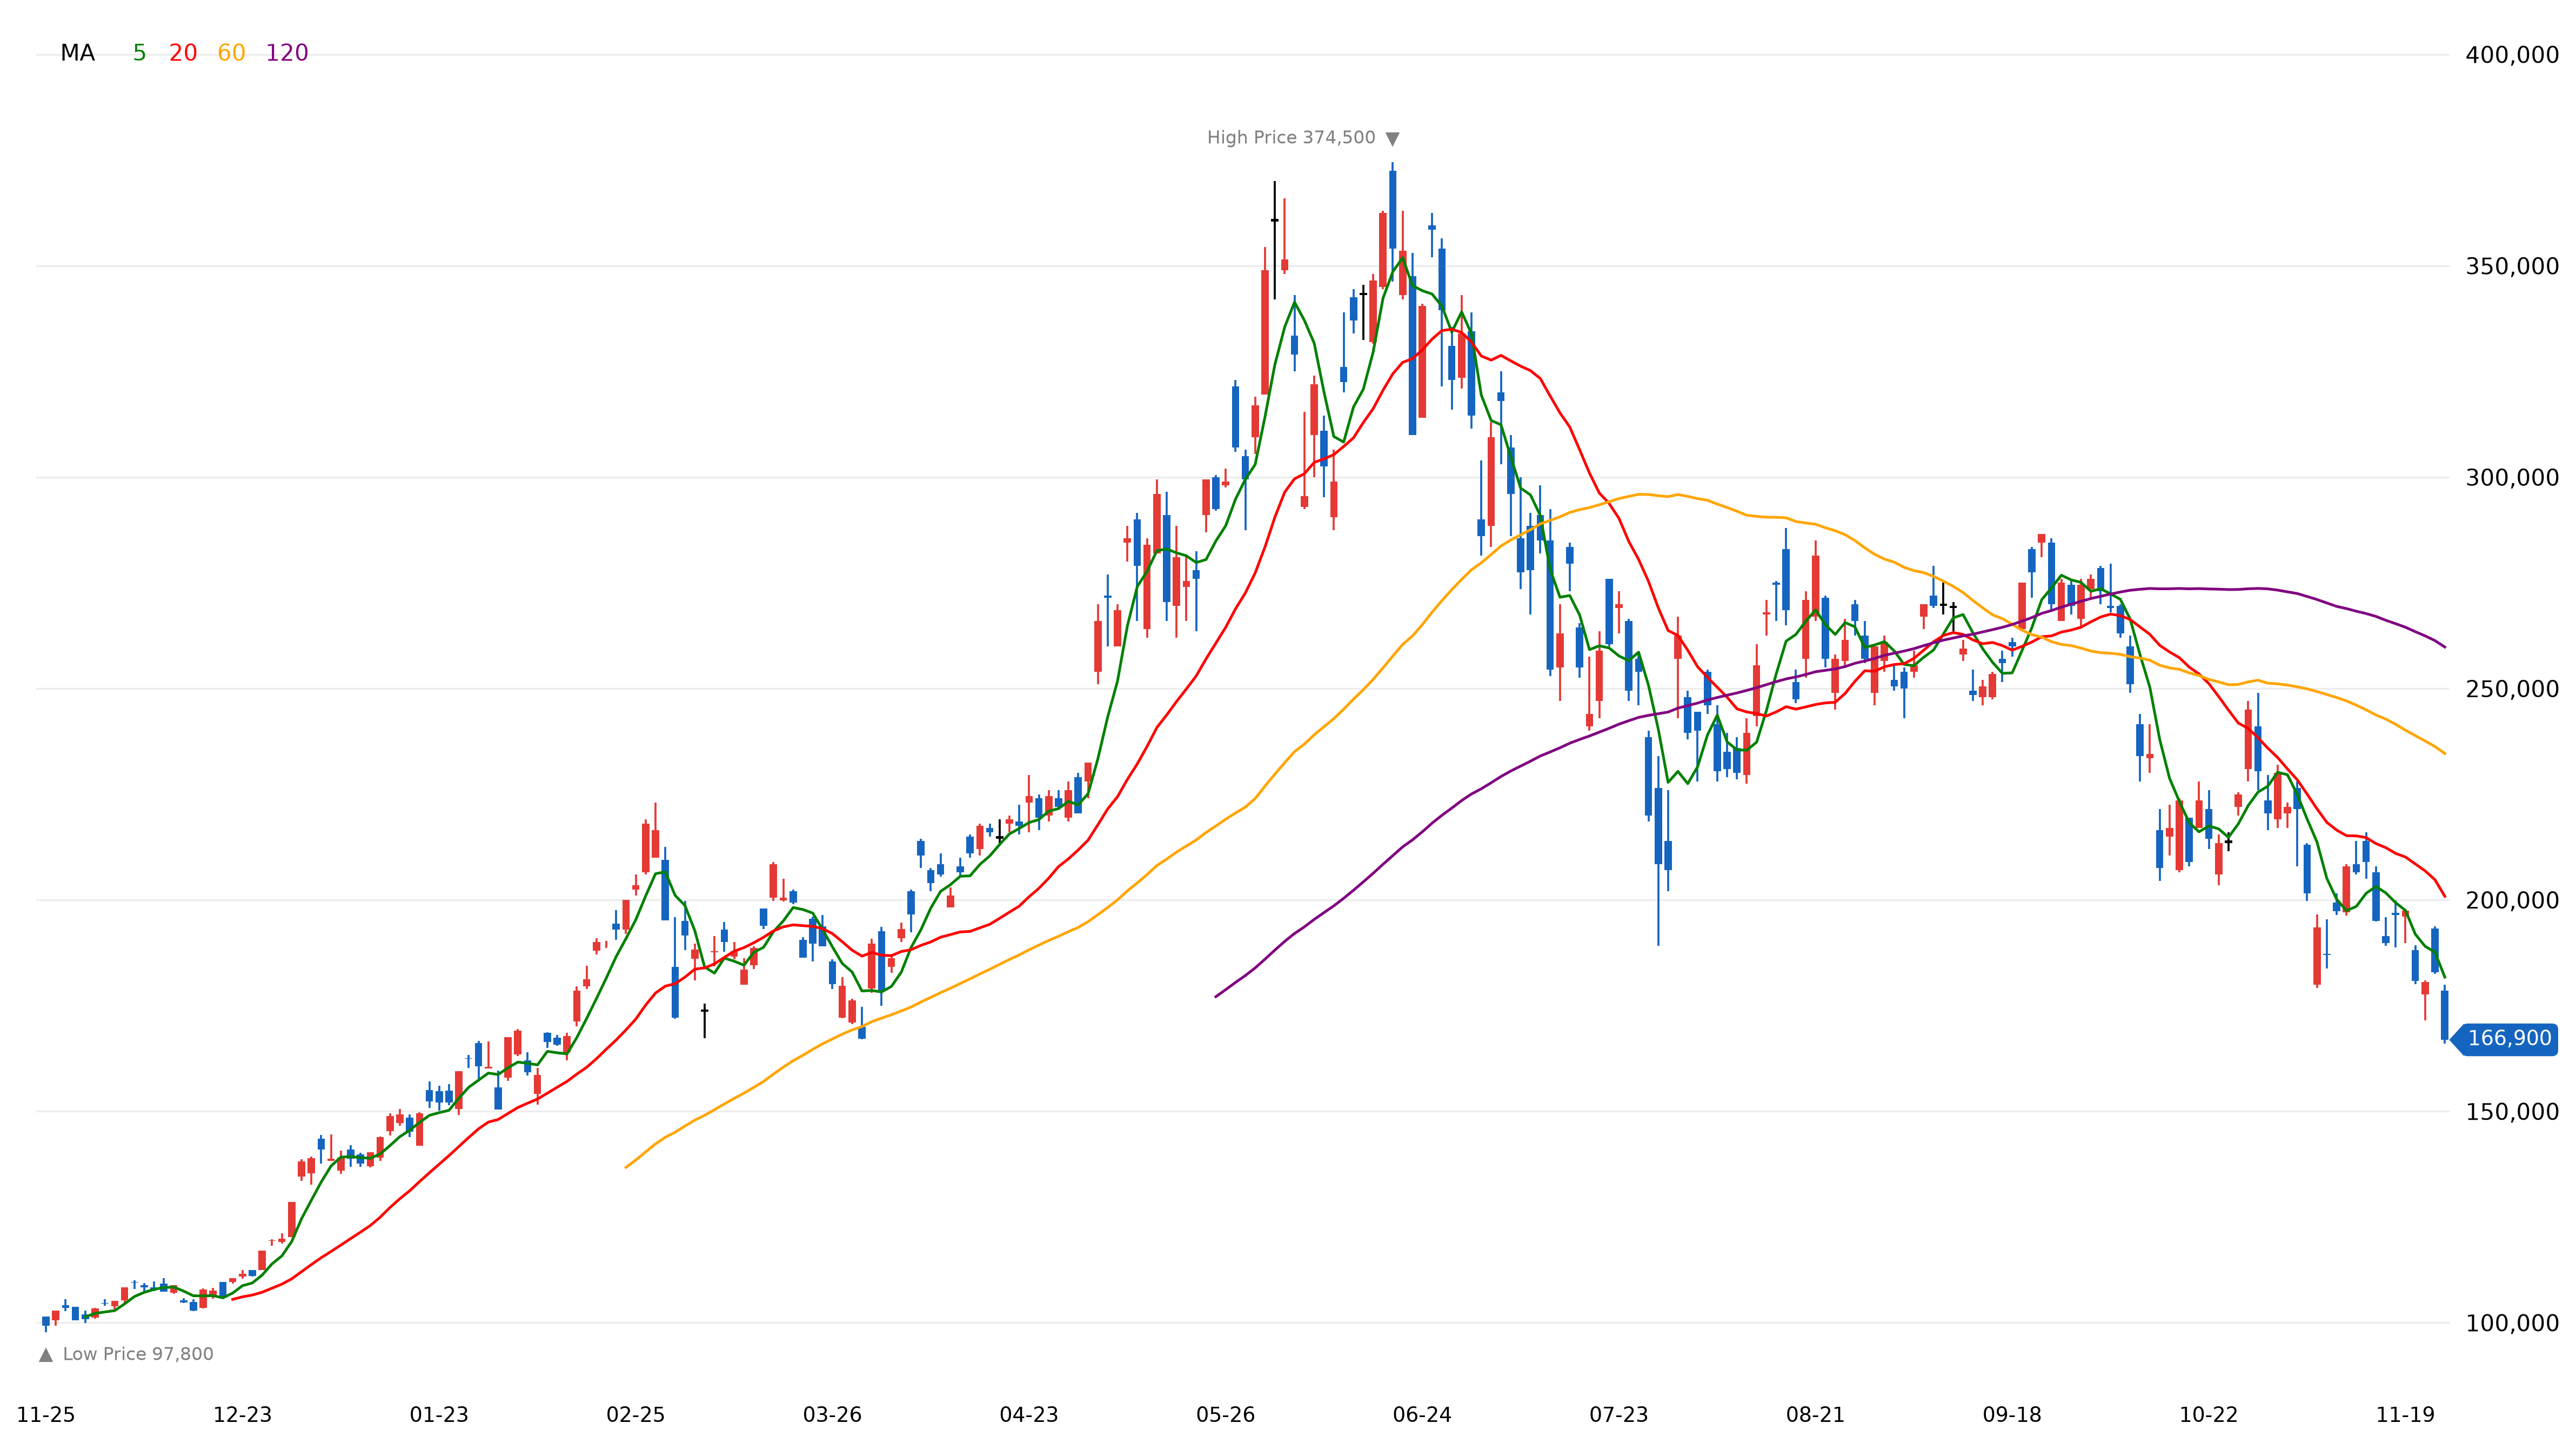 MA 5 20 60 120
400,000
High Price 374,500 ▼
350,000
300,000
250,000
200,000
166,900
150,000
100,000
▲ Low Price 97,800
11-25 12-23 01-23 02-25 03-26 04-23 05-26 06-24 07-23 08-21 09-18 10-22 11-19